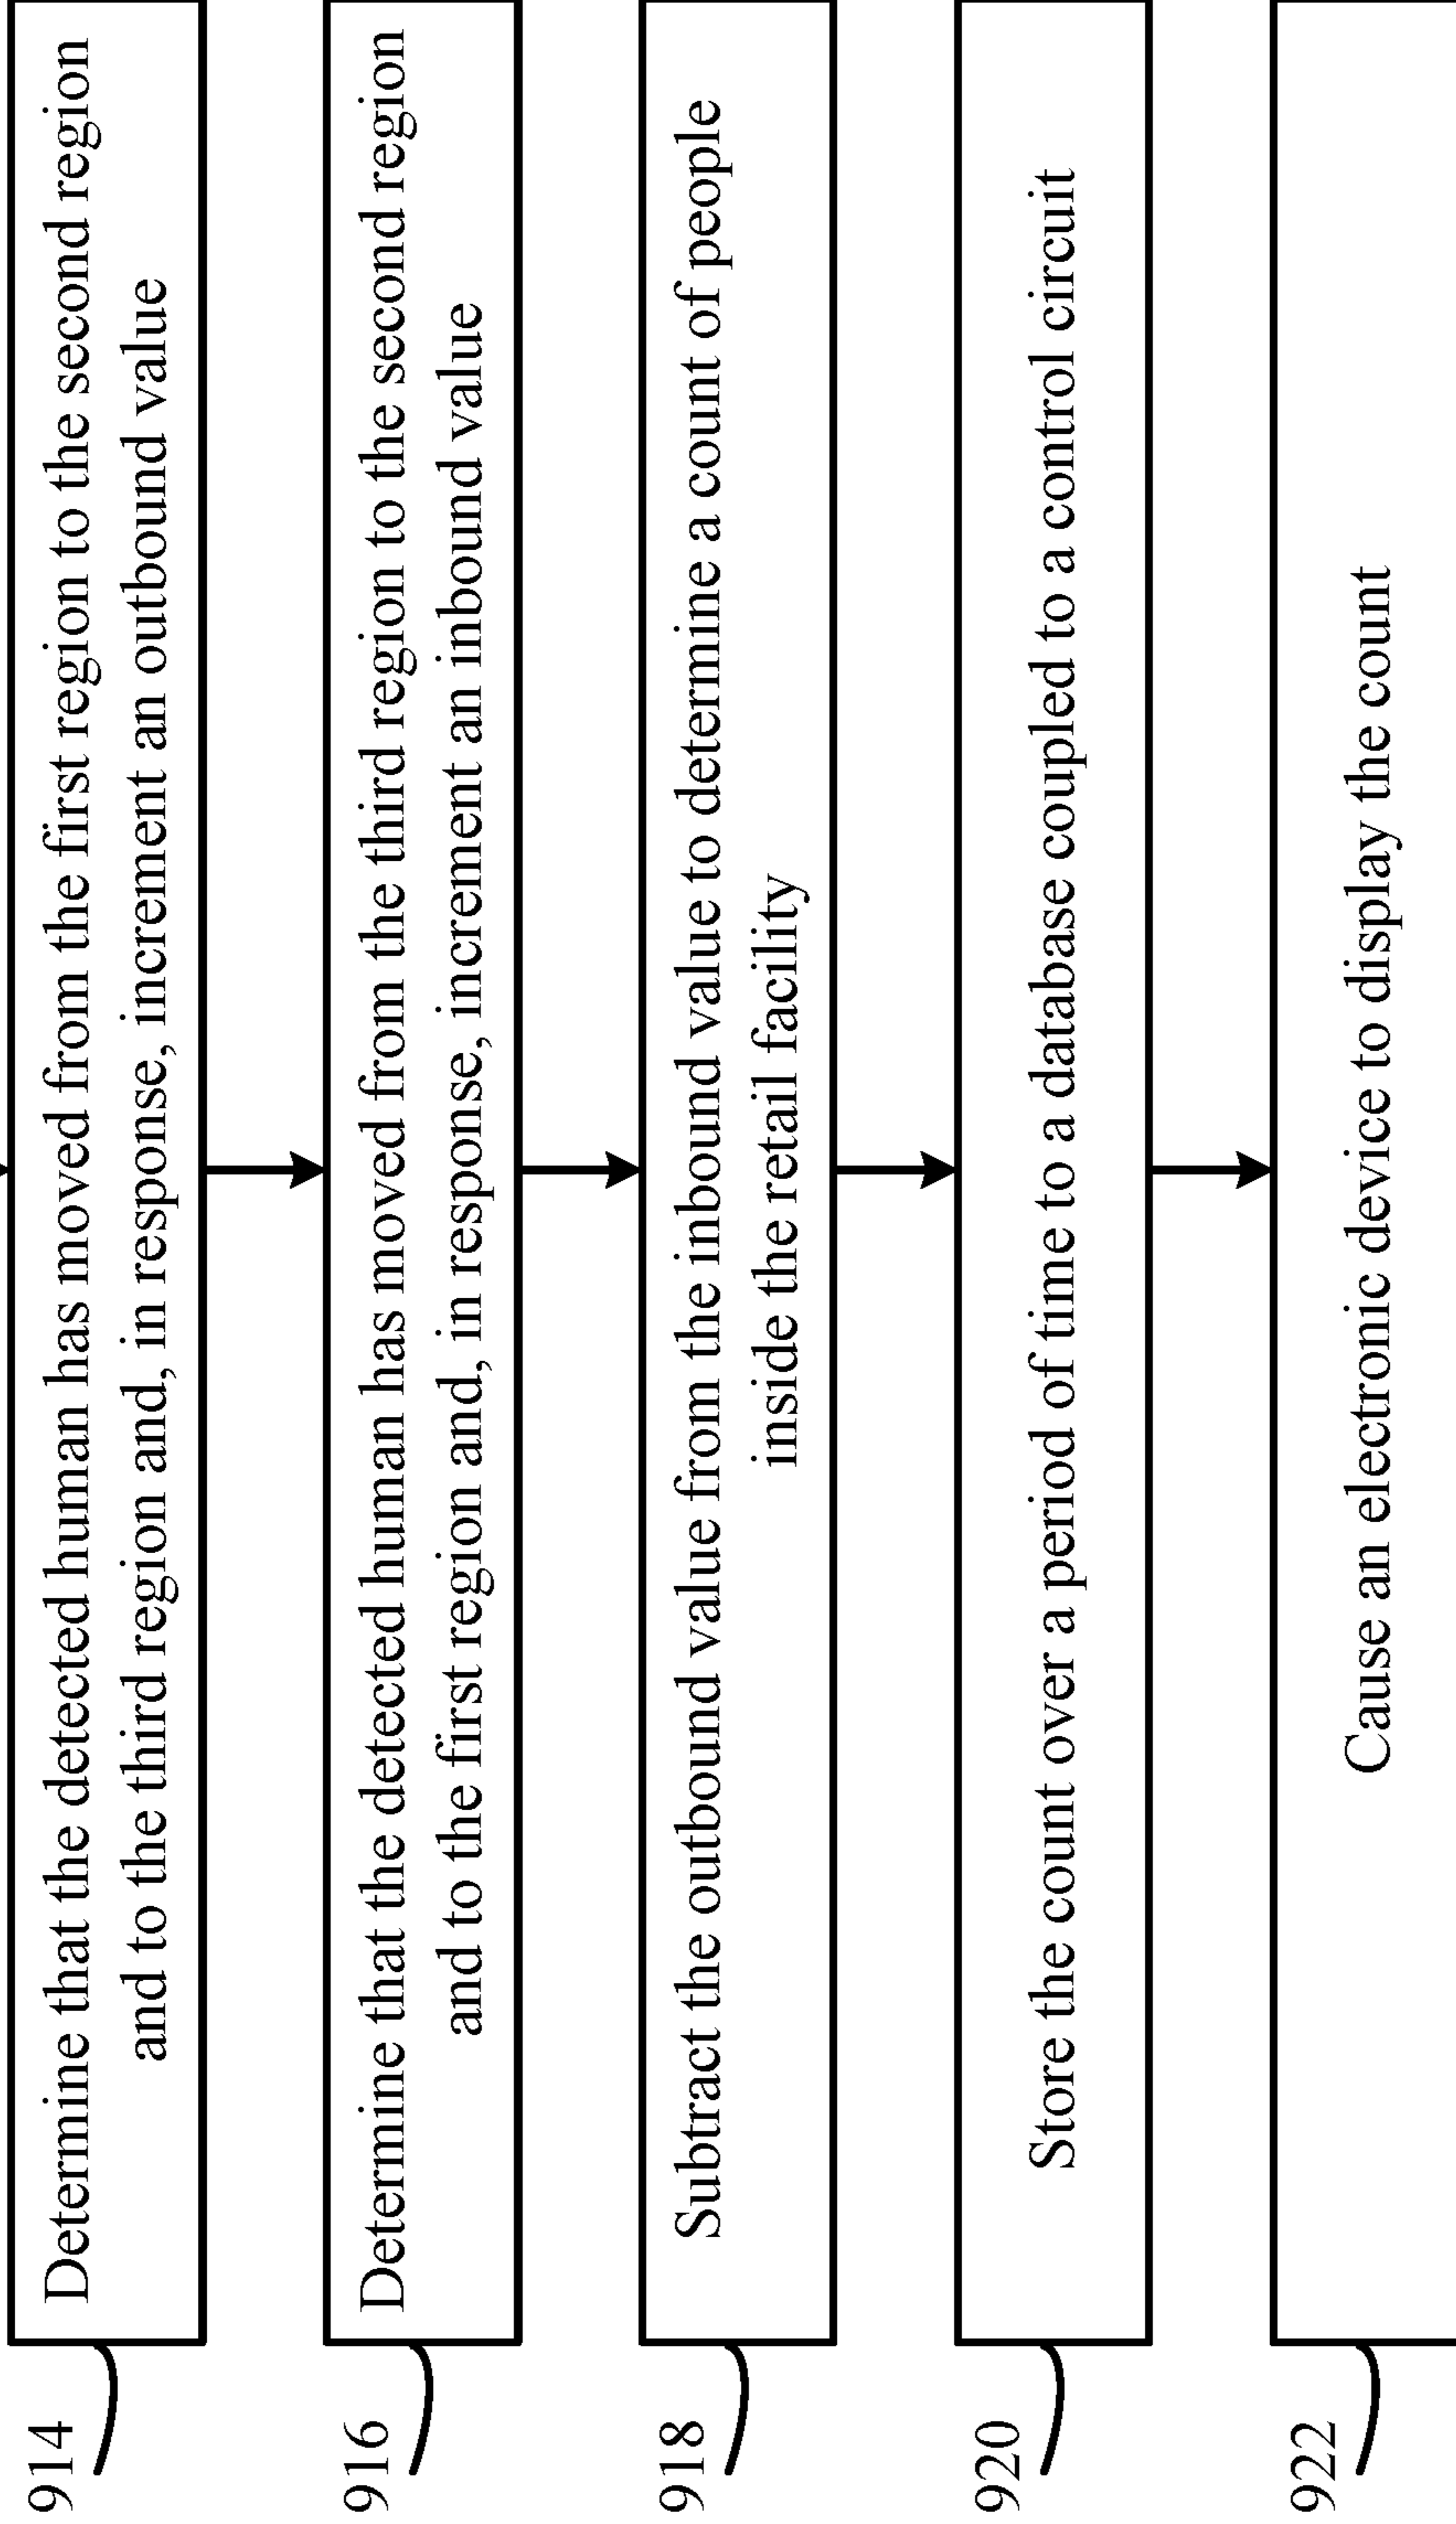 914
Determine that the detected human has moved from the first region to the second region
and to the third region and, in response, increment an outbound value
916
Determine that the detected human has moved from the third region to the second region
and to the first region and, in response, increment an inbound value
918
Subtract the outbound value from the inbound value to determine a count of people
inside the retail facility
920
Store the count over a period of time to a database coupled to a control circuit
922
Cause an electronic device to display the count